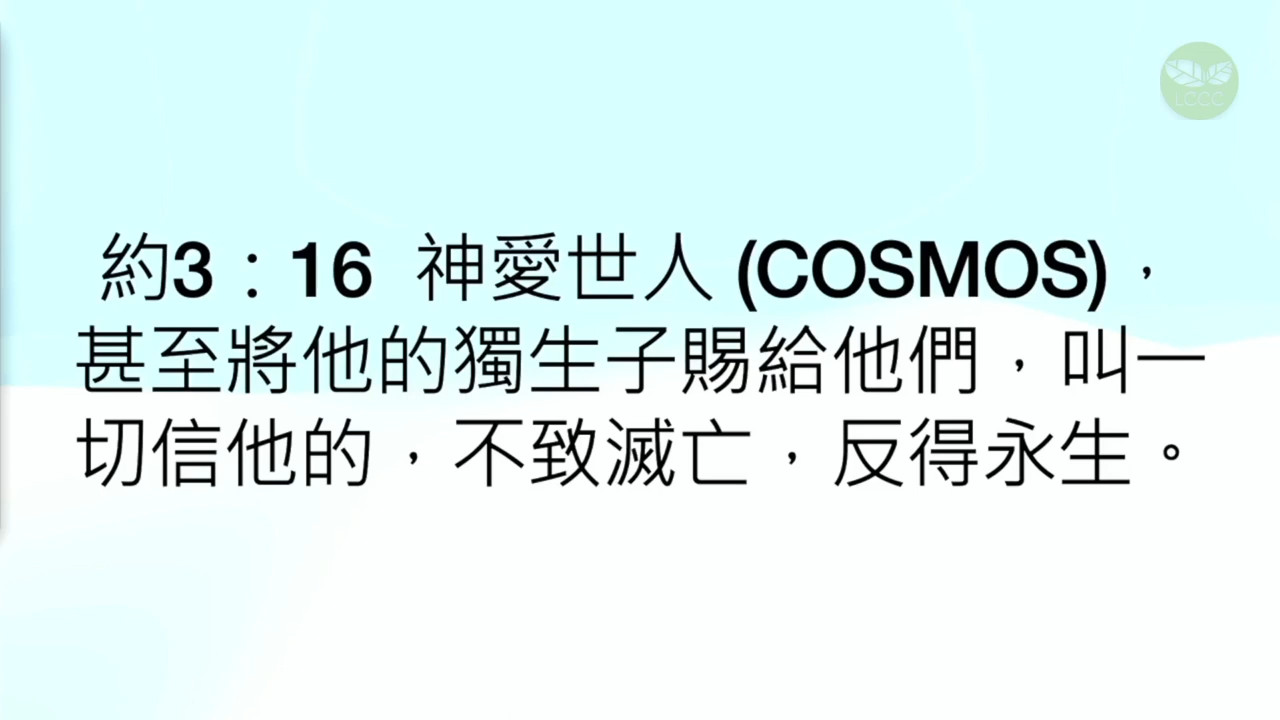 LCCC
約3：16 神愛世人 (COSMOS)，
甚至將他的獨生子賜給他們，叫一
切信他的，不致滅亡，反得永生。